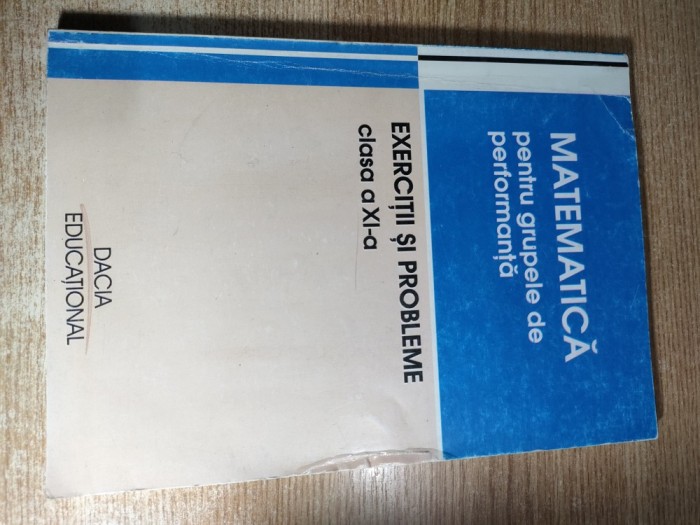 MATEMATICĂ
pentru grupele de
performanță
EXERCIȚII ȘI PROBLEME
clasa a XI-a
DACIA
EDUCAȚIONAL